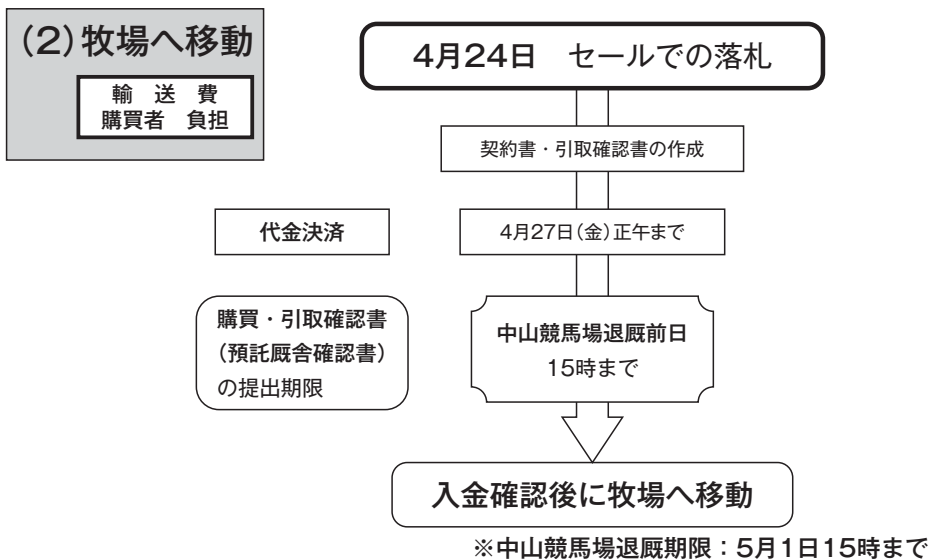 (2)牧場へ移動
輸 送 費
購買者 負担
4月24日 セールでの落札
契約書・引取確認書の作成
代金決済
4月27日(金)正午まで
購買・引取確認書
(預託厩舎確認書)
の提出期限
中山競馬場退厩前日
15時まで
入金確認後に牧場へ移動
※中山競馬場退厩期限:5月1日15時まで